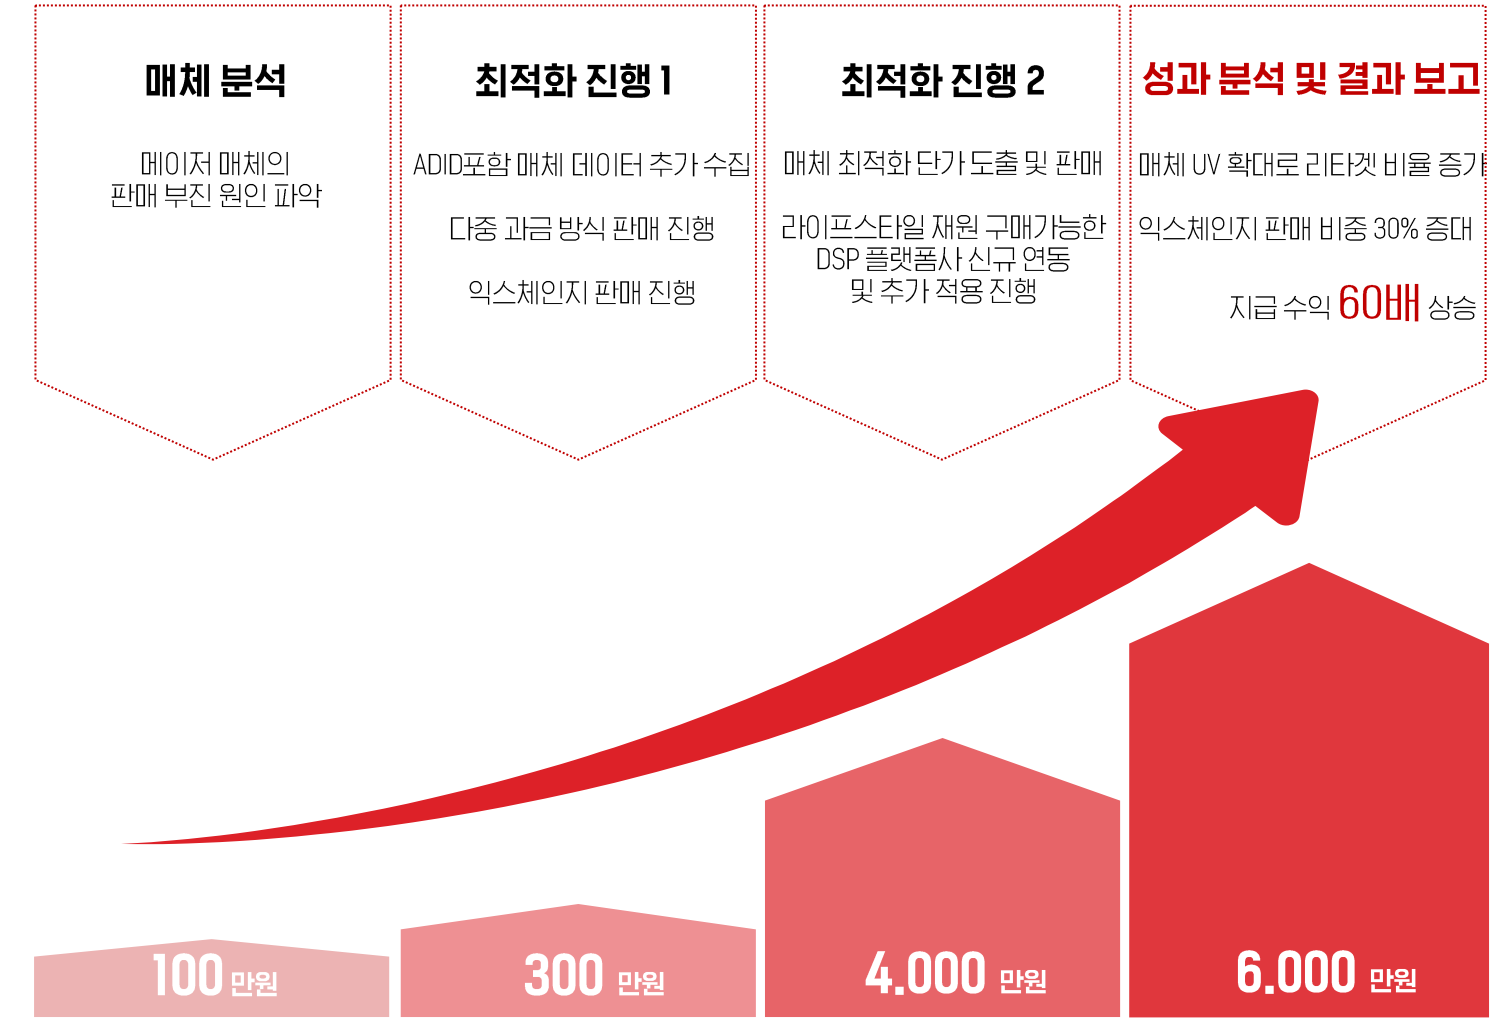 매체 분석
메이저 매체의
판매 부진 원인 파악
최적화 진행 1
ADID포함 매체 데이터 추가 수집
다중 과금 방식 판매 진행
익스체인지 판매 진행
최적화 진행 2
매체 최적화 단가 도출 및 판매
라이프스타일 재원 구매가능한
DSP 플랫폼사 신규 연동
및 추가 적용 진행
성과 분석 및 결과 보고
매체 UV 확대로 리타겟 비율 증가
익스체인지 판매 비중 30% 증대
지급 수익 60배 상승
100 만원
300 만원
4.000 만원
6.000 만원